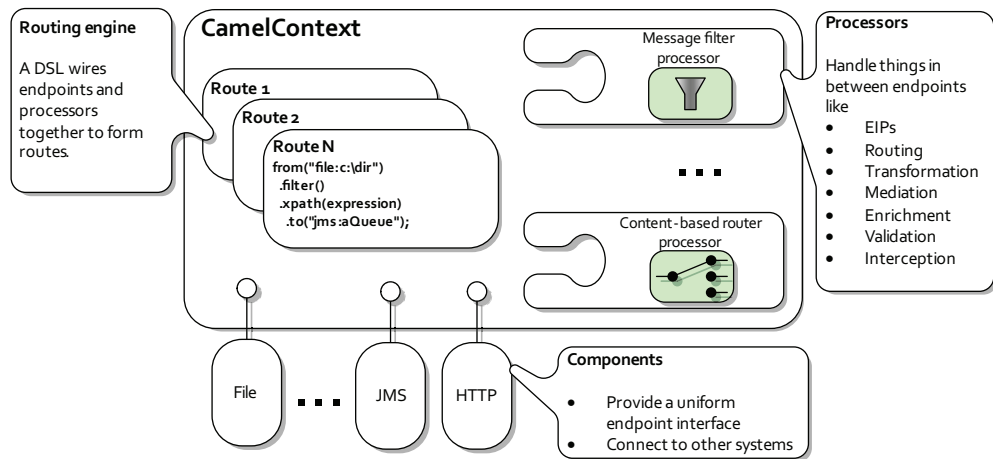 Routing engine
A DSL wires
endpoints and
processors
together to form
routes.
CamelContext
Route 1
Route 2
Route N
from("file:c:\dir")
.filter()
.xpath(expression)
.to("jms:aQueue");
Message filter
processor
Content-based router
processor
Processors
Handle things in
between endpoints
like
• EIPs
• Routing
• Transformation
• Mediation
• Enrichment
• Validation
• Interception
File
JMS
HTTP
Components
• Provide a uniform
endpoint interface
• Connect to other systems